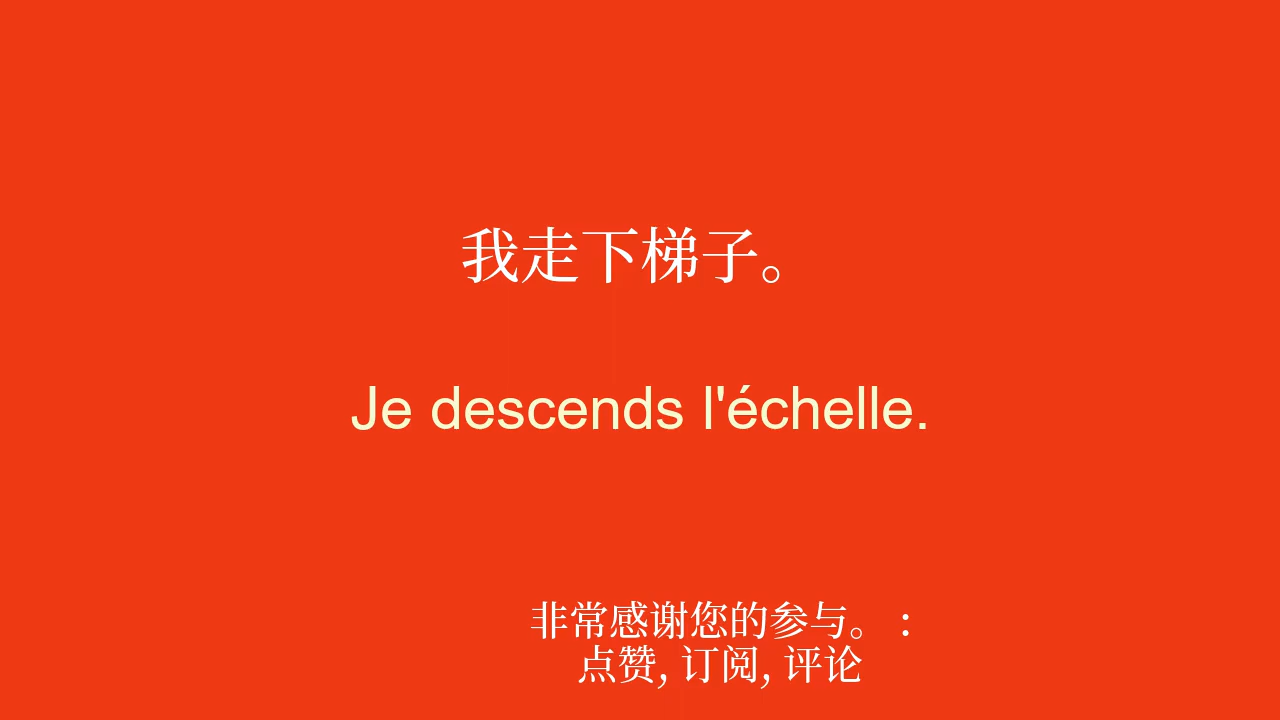 我走下梯子。
Je descends l'échelle.
非常感谢您的参与。 :
点赞, 订阅, 评论